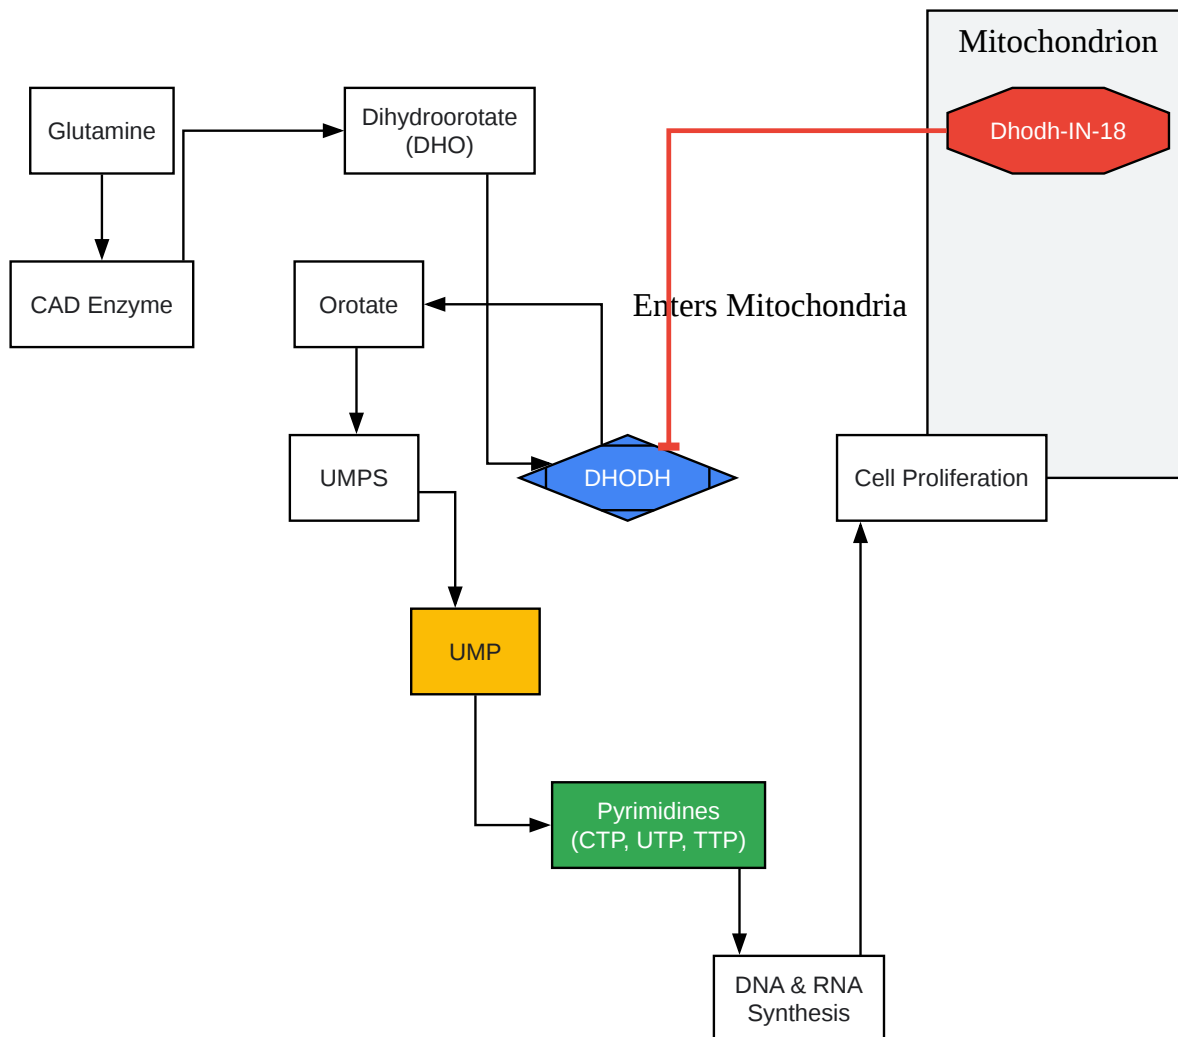 Mitochondrion
Glutamine
Dihydroorotate
(DHO)
Dhodh-IN-18
CAD Enzyme
Orotate
Enters Mitochondria
UMPS
DHODH
Cell Proliferation
UMP
Pyrimidines
(CTP, UTP, TTP)
DNA & RNA
Synthesis